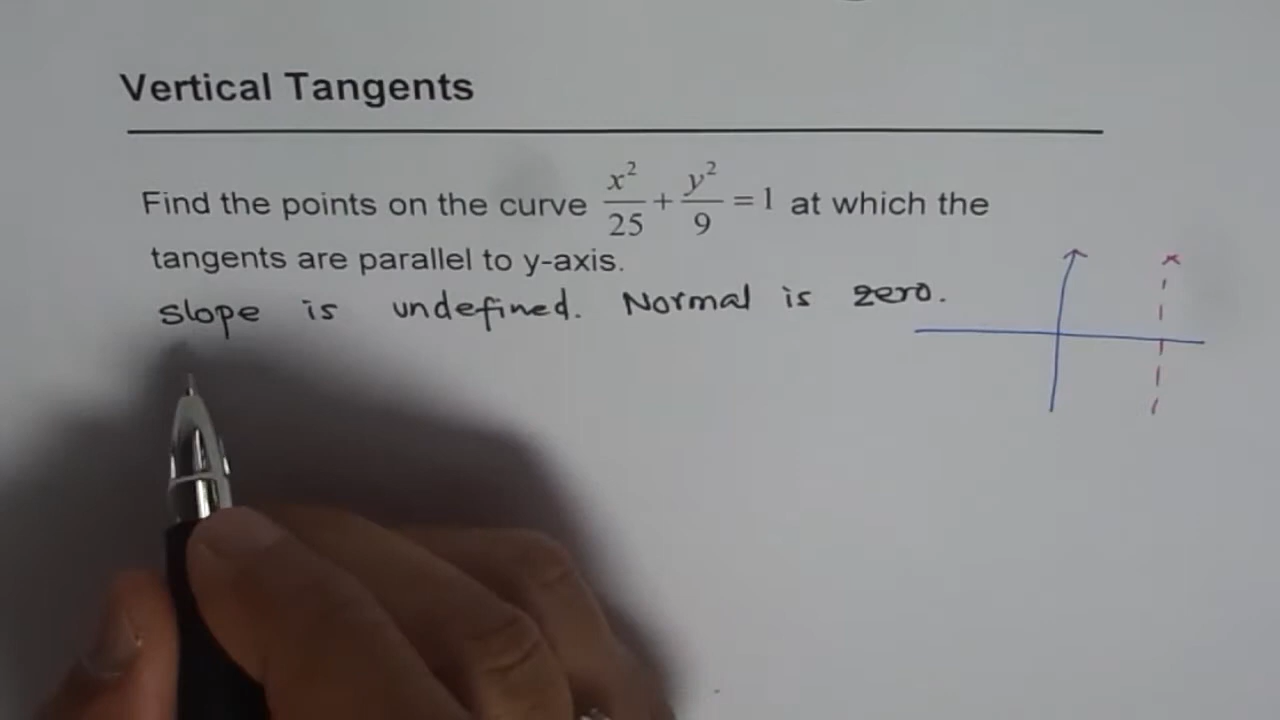 Vertical Tangents
Find the points on the curve x²/25 + y²/9 = 1 at which the
tangents are parallel to y-axis.
slope is undefined. Normal is zero.